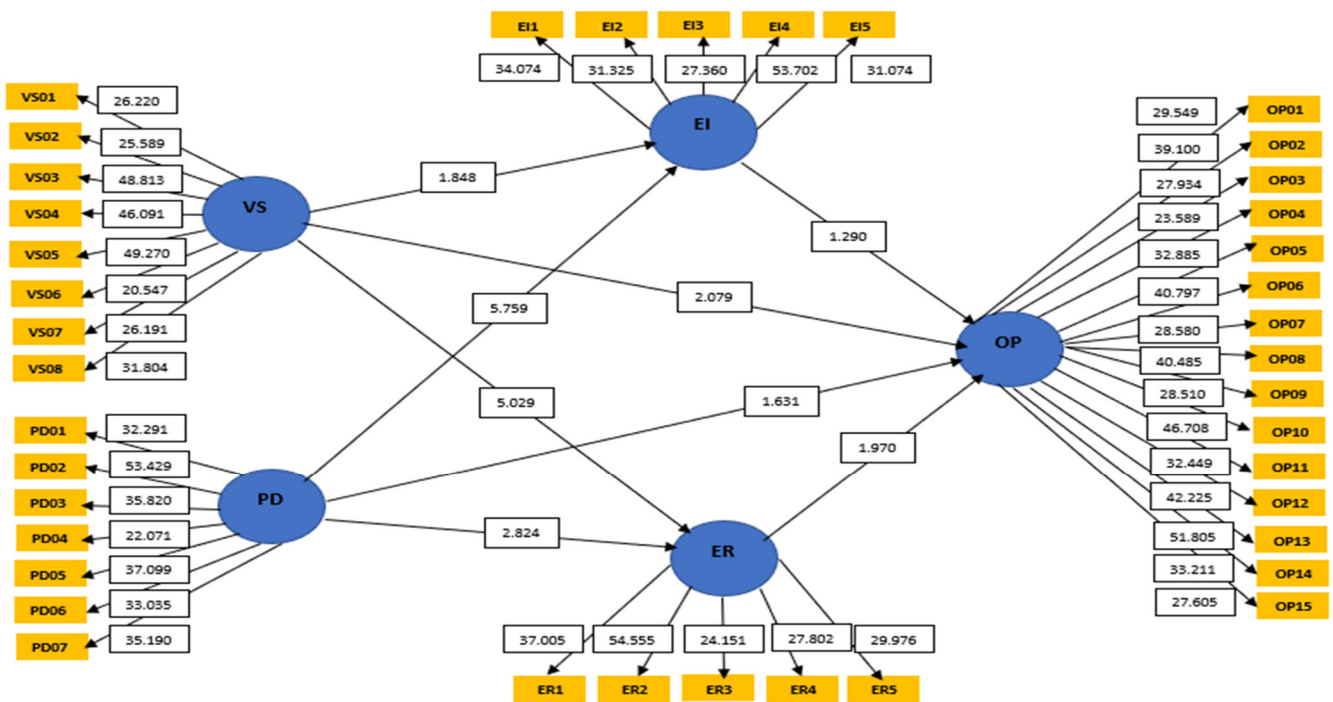 EI1 EI2 EI3 EI4 EI5
34.074 31.325 27.360 53.702 31.074
EI
VS01 26.220
VS02 25.589
VS03 48.813
VS04 46.091
VS05 49.270
VS06 20.547
VS07 26.191
VS08 31.804
VS
1.848
5.759
1.290
2.079
5.029
1.631
1.970
2.824
PD01 32.291
PD02 53.429
PD03 35.820
PD04 22.071
PD05 37.099
PD06 33.035
PD07 35.190
PD
ER
37.005 54.555 24.151 27.802 29.976
ER1 ER2 ER3 ER4 ER5
OP
29.549 OP01
39.100 OP02
27.934 OP03
23.589 OP04
32.885 OP05
40.797 OP06
28.580 OP07
40.485 OP08
28.510 OP09
46.708 OP10
32.449 OP11
42.225 OP12
51.805 OP13
33.211 OP14
27.605 OP15